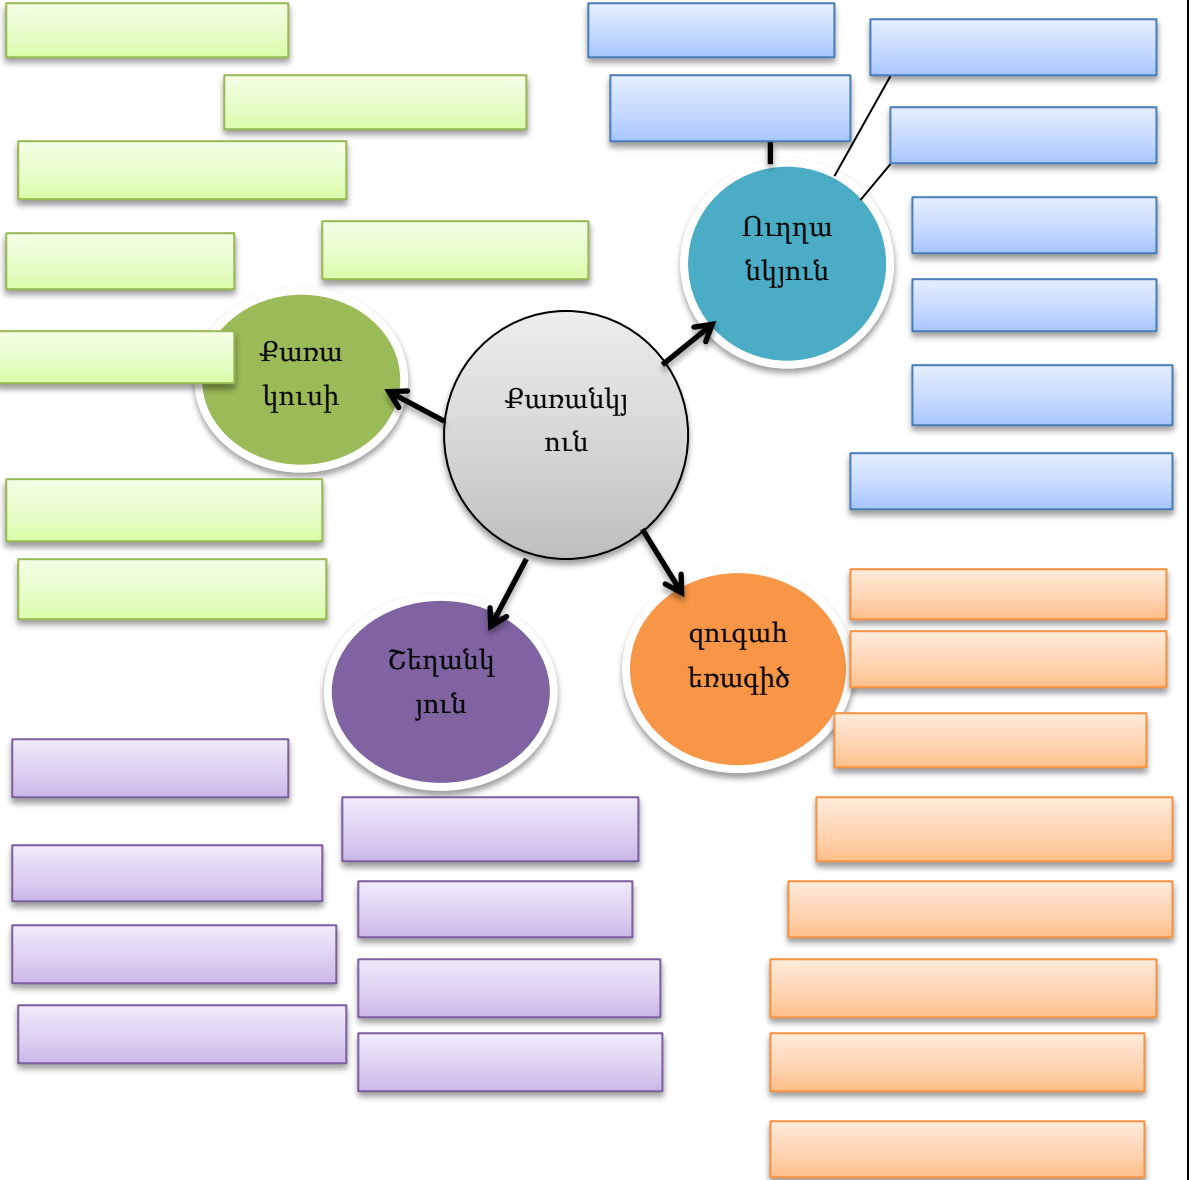 Ուղղա
նկյուն
Քառա
կուսի
Քառանկյ
ուն
Շեղանկ
յուն
զուգահ
եռագիծ